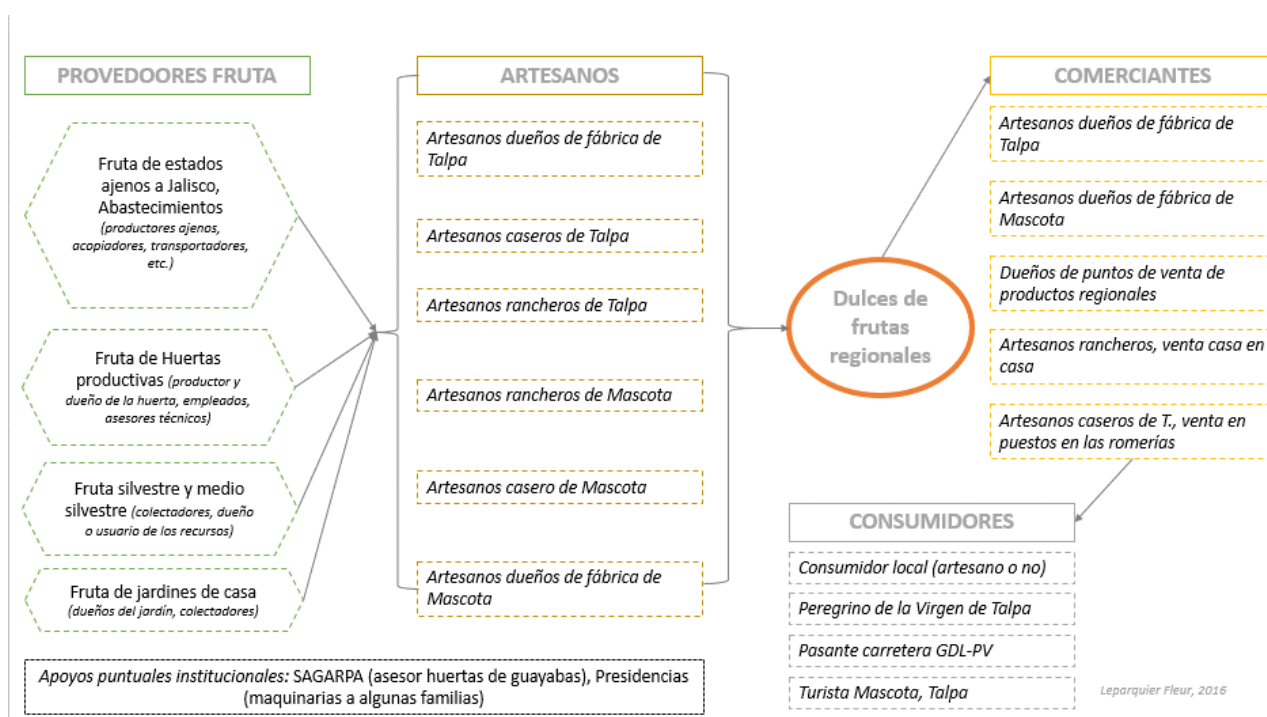 PROVEDOORES FRUTA
Fruta de estados
ajenos a Jalisco,
Abastecimientos
(productores ajenos,
acopiadores, transportadores,
etc.)
Fruta de Huertas
productivas (productor y
dueño de la huerta, empleados,
asesores técnicos)
Fruta silvestre y medio
silvestre (colectadores, dueño
o usuario de los recursos)
Fruta de jardines de casa
(dueños del jardín, colectadores)
ARTESANOS
Artesanos dueños de fábrica de
Talpa
Artesanos caseros de Talpa
Artesanos rancheros de Talpa
Artesanos rancheros de Mascota
Artesanos casero de Mascota
Artesanos dueños de fábrica de
Mascota
Dulces de
frutas
regionales
COMERCIANTES
Artesanos dueños de fábrica de
Talpa
Artesanos dueños de fábrica de
Mascota
Dueños de puntos de venta de
productos regionales
Artesanos rancheros, venta casa en
casa
Artesanos caseros de T., venta en
puestos en las romerías
CONSUMIDORES
Consumidor local (artesano o no)
Peregrino de la Virgen de Talpa
Pasante carretera GDL-PV
Turista Mascota, Talpa
Apoyos puntuales institucionales: SAGARPA (asesor huertas de guayabas), Presidencias
(maquinarias a algunas familias)
Leparquier Fleur, 2016